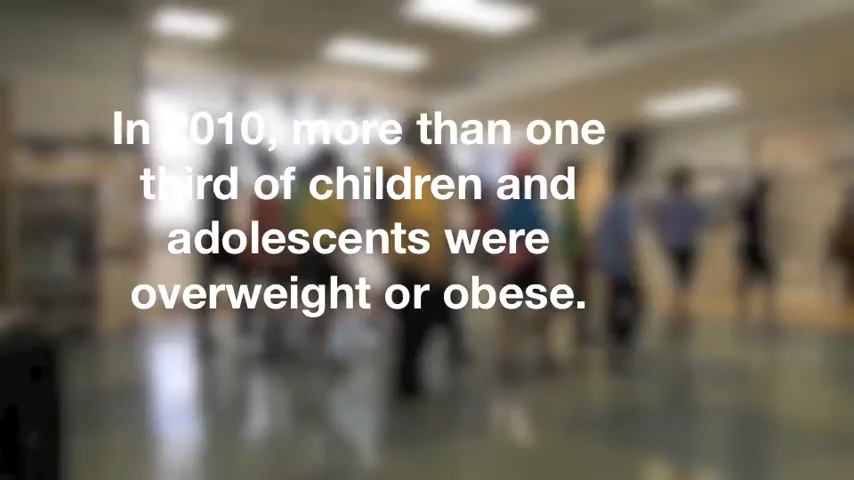 In 2010, more than one
third of children and
adolescents were
overweight or obese.